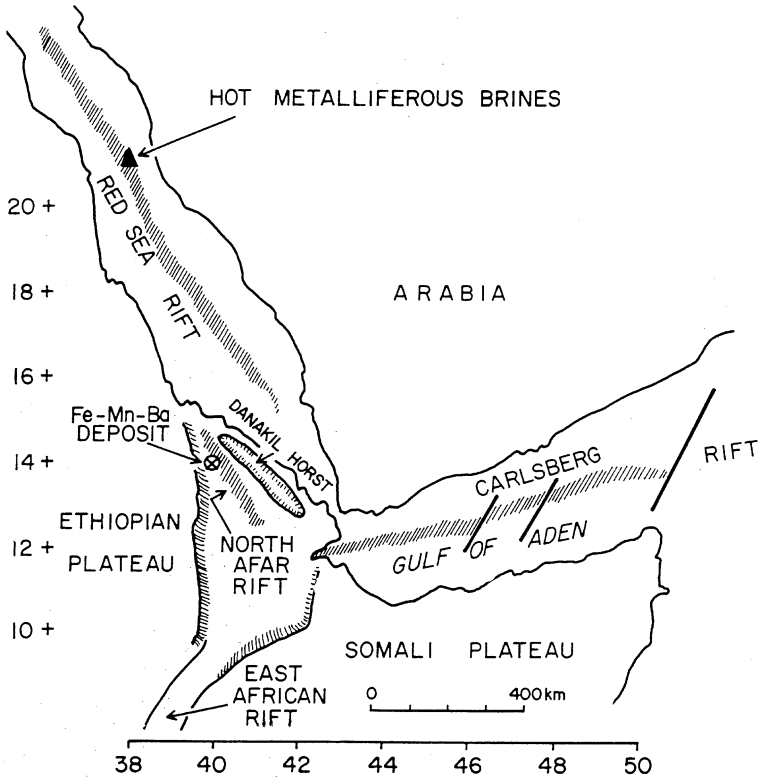 HOT METALLIFEROUS BRINES
RED SEA
RIFT
20 +
18 +
ARABIA
16 +
Fe-Mn-Ba
DEPOSIT
DANAKIL HORST
14 +
CARLSBERG
RIFT
ETHIOPIAN
PLATEAU
12 +
NORTH
AFAR
RIFT
GULF OF ADEN
10 +
SOMALI PLATEAU
EAST
AFRICAN
RIFT
0 400 km
38 40 42 44 46 48 50